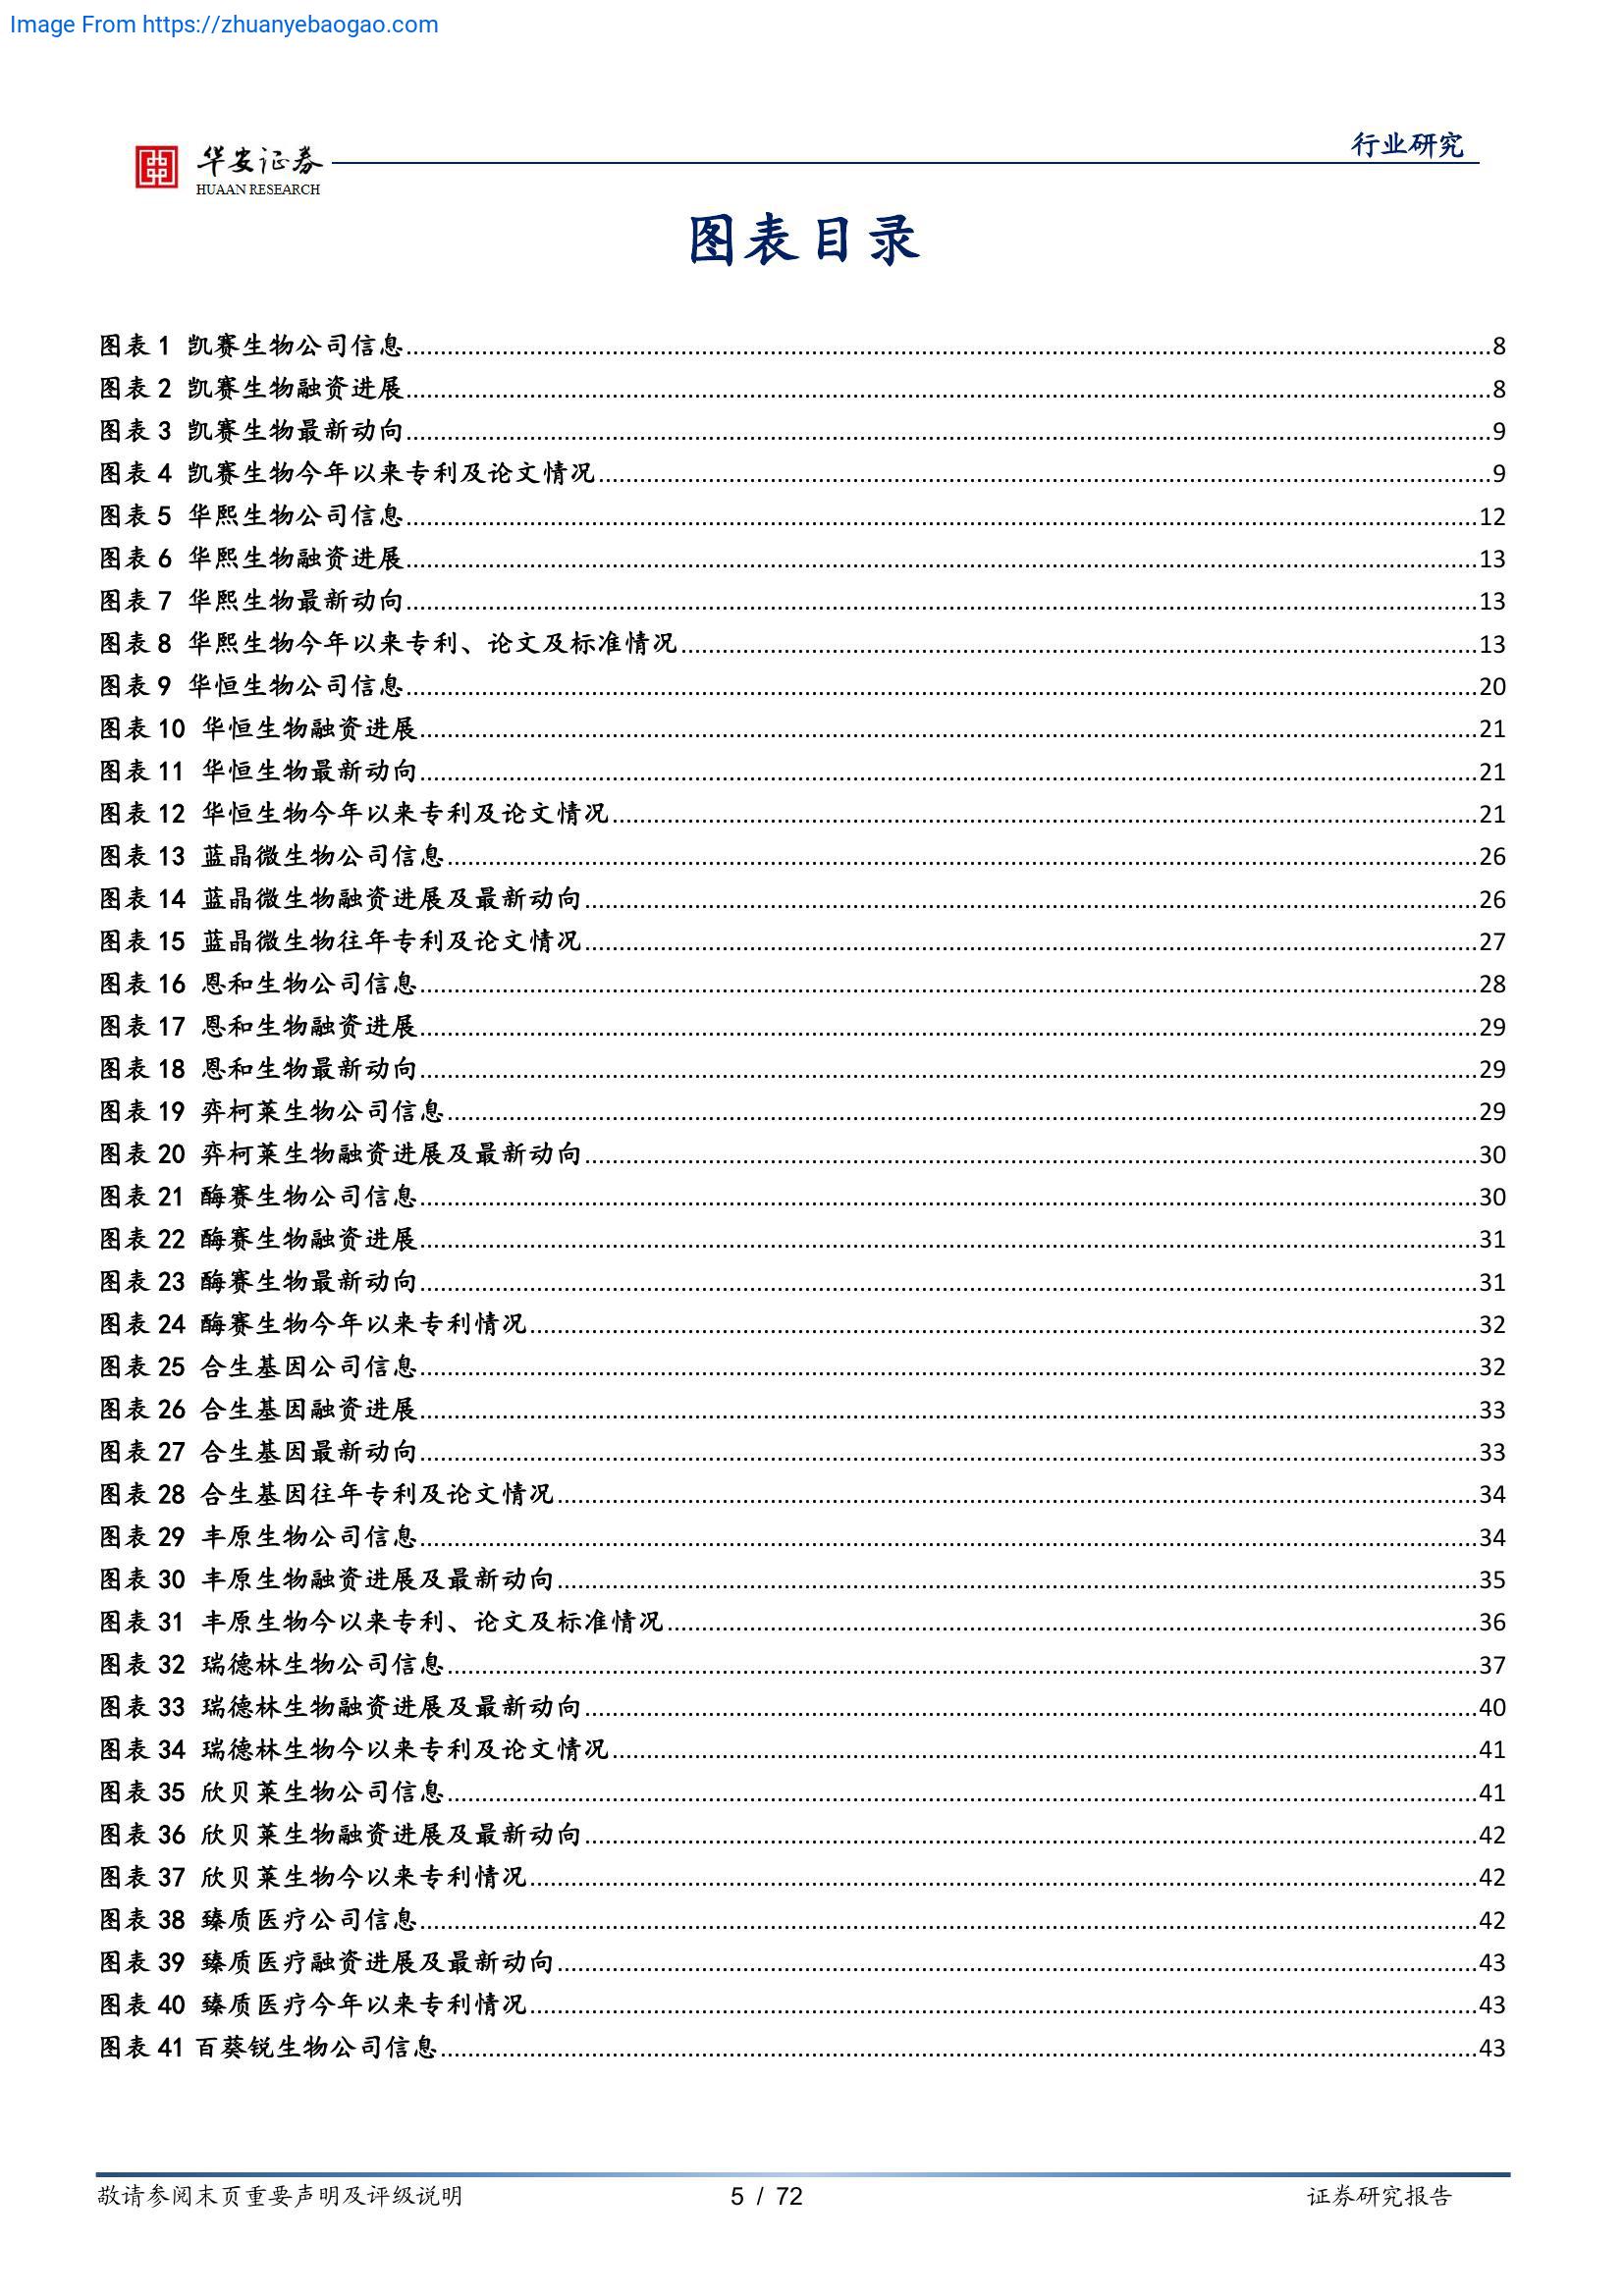 Image From https://zhuanyebaogao.com
华安证券
HUAAN RESEARCH
行业研究
图表目录
图表 1 凯赛生物公司信息........8
图表 2 凯赛生物融资进展........8
图表 3 凯赛生物最新动向........9
图表 4 凯赛生物今年以来专利及论文情况........9
图表 5 华熙生物公司信息........12
图表 6 华熙生物融资进展........13
图表 7 华熙生物最新动向........13
图表 8 华熙生物今年以来专利、论文及标准情况........13
图表 9 华恒生物公司信息........20
图表 10 华恒生物融资进展........21
图表 11 华恒生物最新动向........21
图表 12 华恒生物今年以来专利及论文情况........21
图表 13 蓝晶微生物公司信息........26
图表 14 蓝晶微生物融资进展及最新动向........26
图表 15 蓝晶微生物往年专利及论文情况........27
图表 16 恩和生物公司信息........28
图表 17 恩和生物融资进展........29
图表 18 恩和生物最新动向........29
图表 19 弈柯莱生物公司信息........29
图表 20 弈柯莱生物融资进展及最新动向........30
图表 21 酶赛生物公司信息........30
图表 22 酶赛生物融资进展........31
图表 23 酶赛生物最新动向........31
图表 24 酶赛生物今年以来专利情况........32
图表 25 合生基因公司信息........32
图表 26 合生基因融资进展........33
图表 27 合生基因最新动向........33
图表 28 合生基因往年专利及论文情况........34
图表 29 丰原生物公司信息........34
图表 30 丰原生物融资进展及最新动向........35
图表 31 丰原生物今以来专利、论文及标准情况........36
图表 32 瑞德林生物公司信息........37
图表 33 瑞德林生物融资进展及最新动向........40
图表 34 瑞德林生物今以来专利及论文情况........41
图表 35 欣贝莱生物公司信息........41
图表 36 欣贝莱生物融资进展及最新动向........42
图表 37 欣贝莱生物今以来专利情况........42
图表 38 臻质医疗公司信息........42
图表 39 臻质医疗融资进展及最新动向........43
图表 40 臻质医疗今年以来专利情况........43
图表 41 百葵锐生物公司信息........43
敬请参阅末页重要声明及评级说明 5 / 72 证券研究报告